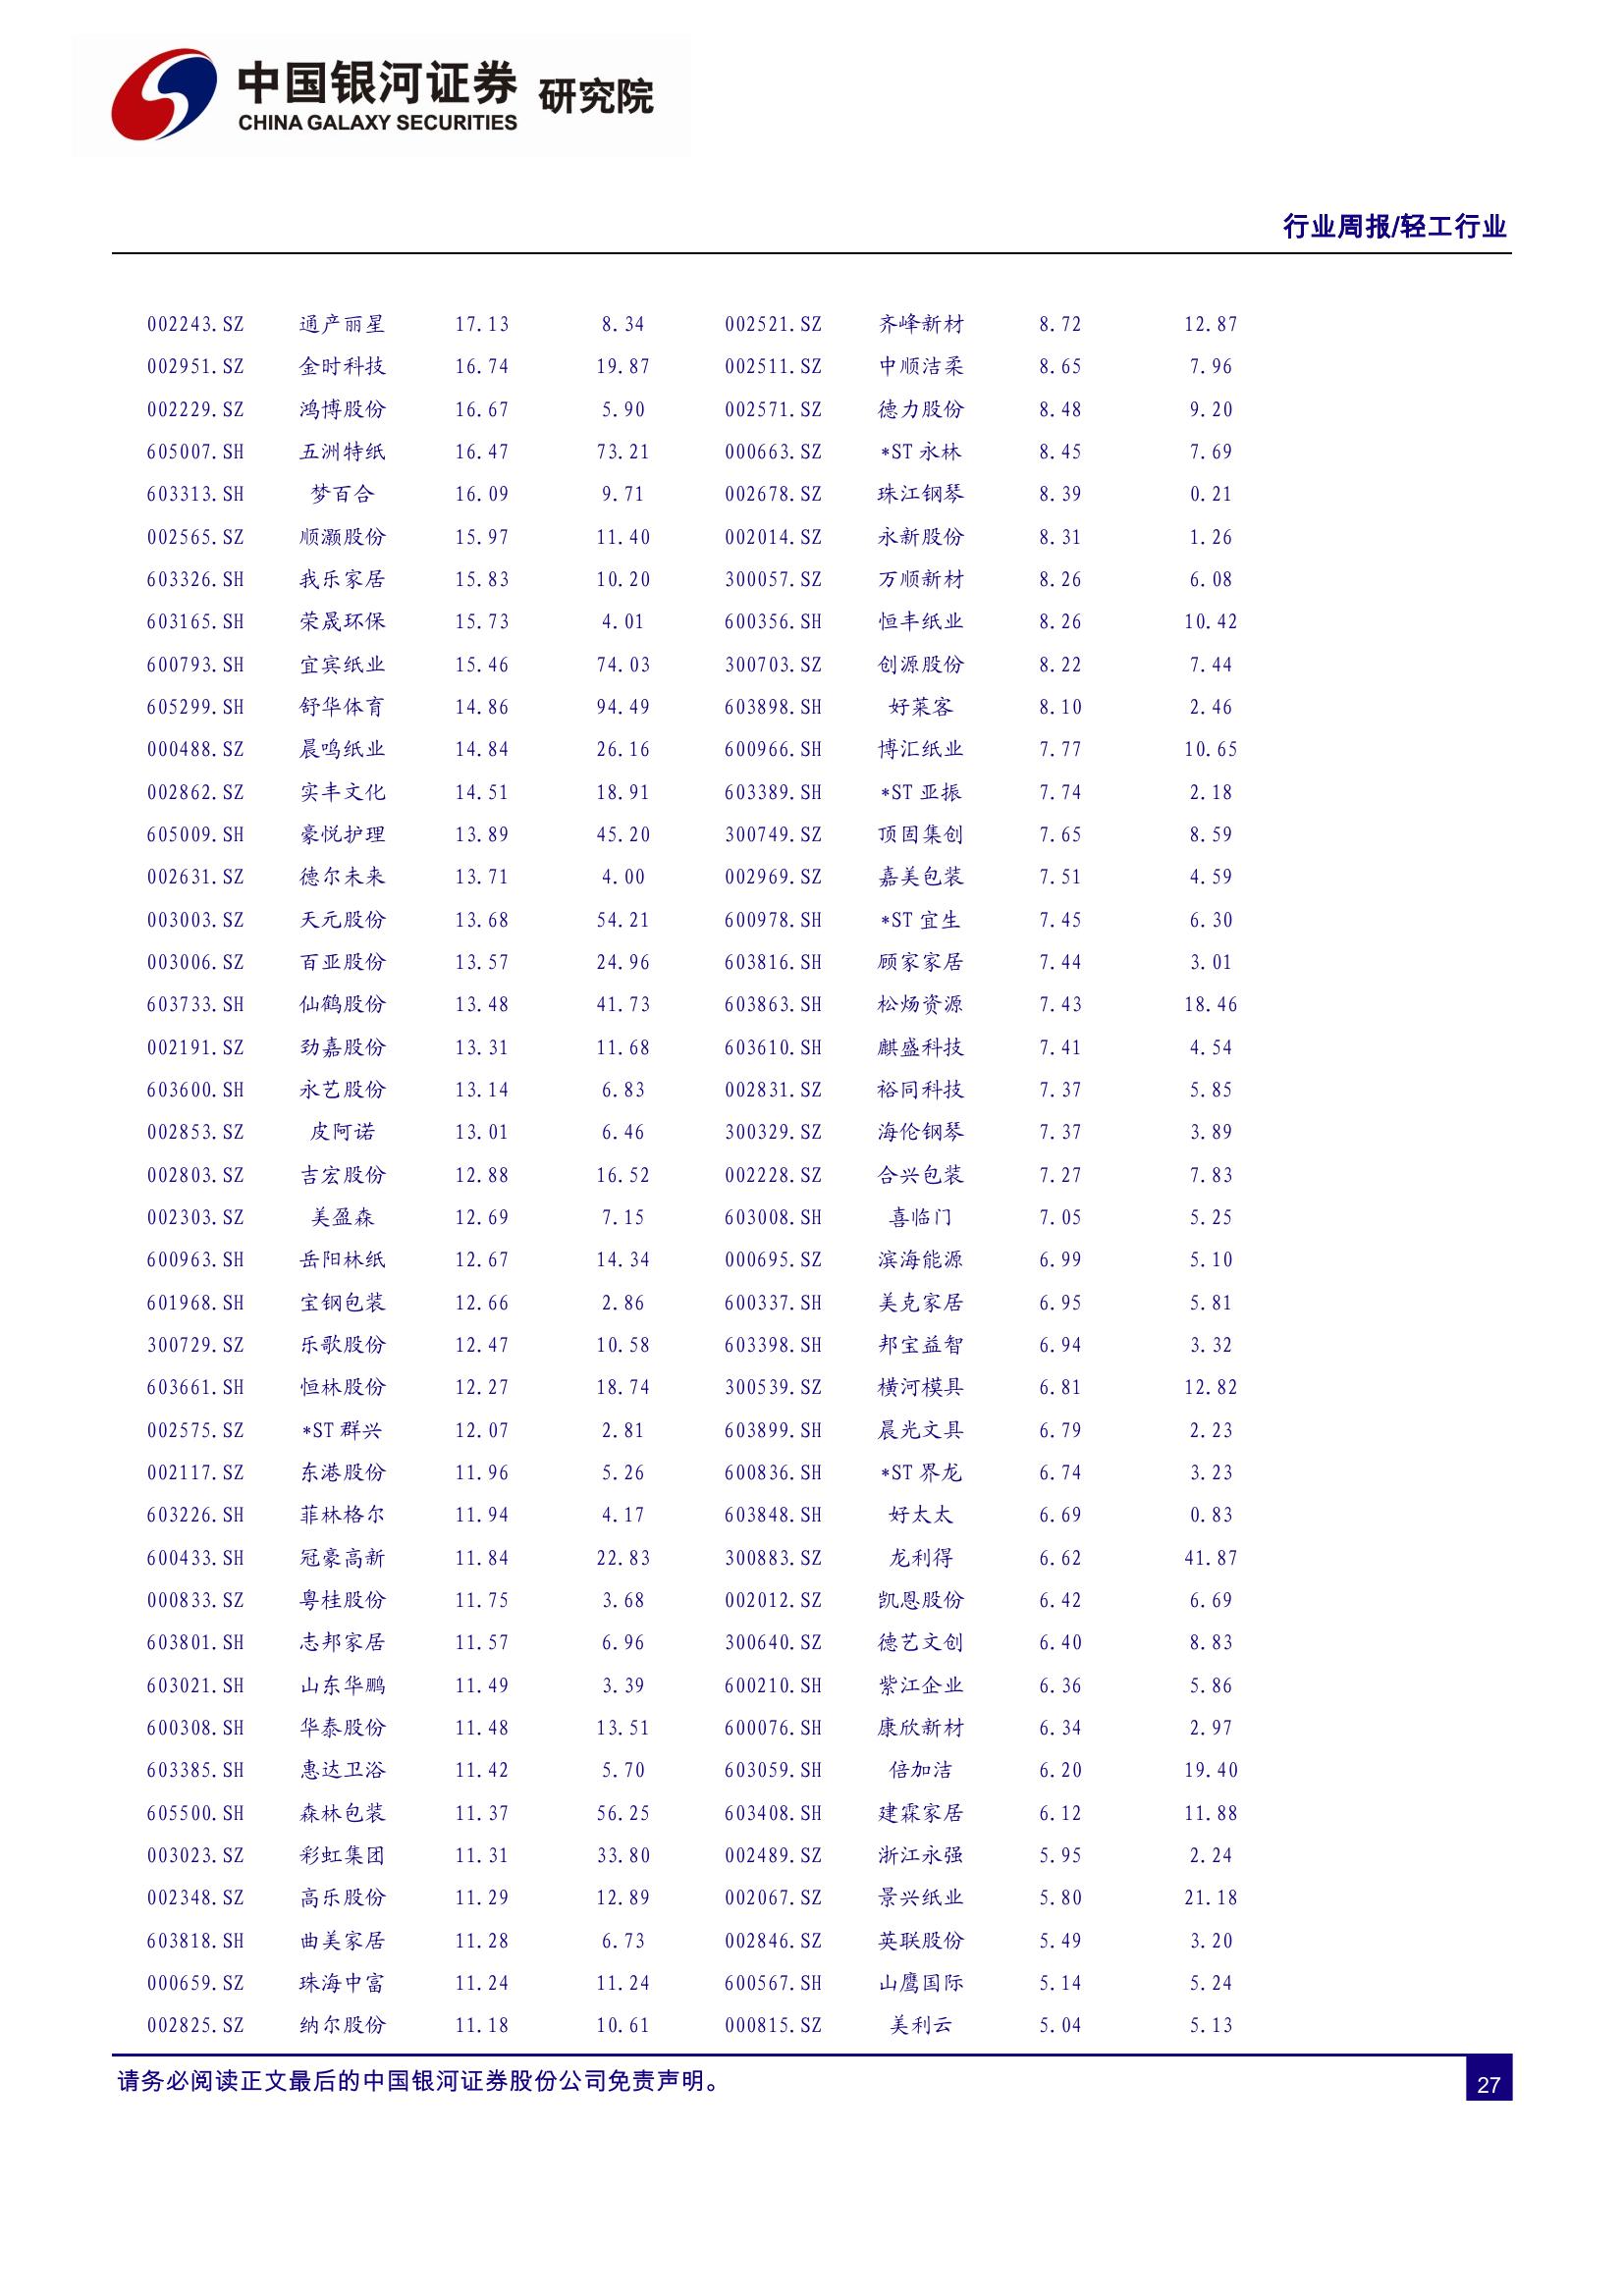 中国银河证券 研究院
CHINA GALAXY SECURITIES
行业周报/轻工行业
002243.SZ 通产丽星 17.13 8.34 002521.SZ 齐峰新材 8.72 12.87
002951.SZ 金时科技 16.74 19.87 002511.SZ 中顺洁柔 8.65 7.96
002229.SZ 鸿博股份 16.67 5.90 002571.SZ 德力股份 8.48 9.20
605007.SH 五洲特纸 16.47 73.21 000663.SZ *ST 永林 8.45 7.69
603313.SH 梦百合 16.09 9.71 002678.SZ 珠江钢琴 8.39 0.21
002565.SZ 顺灏股份 15.97 11.40 002014.SZ 永新股份 8.31 1.26
603326.SH 我乐家居 15.83 10.20 300057.SZ 万顺新材 8.26 6.08
603165.SH 荣晟环保 15.73 4.01 600356.SH 恒丰纸业 8.26 10.42
600793.SH 宜宾纸业 15.46 74.03 300703.SZ 创源股份 8.22 7.44
605299.SH 舒华体育 14.86 94.49 603898.SH 好莱客 8.10 2.46
000488.SZ 晨鸣纸业 14.84 26.16 600966.SH 博汇纸业 7.77 10.65
002862.SZ 实丰文化 14.51 18.91 603389.SH *ST 亚振 7.74 2.18
605009.SH 豪悦护理 13.89 45.20 300749.SZ 顶固集创 7.65 8.59
002631.SZ 德尔未来 13.71 4.00 002969.SZ 嘉美包装 7.51 4.59
003003.SZ 天元股份 13.68 54.21 600978.SH *ST 宜生 7.45 6.30
003006.SZ 百亚股份 13.57 24.96 603816.SH 顾家家居 7.44 3.01
603733.SH 仙鹤股份 13.48 41.73 603863.SH 松炀资源 7.43 18.46
002191.SZ 劲嘉股份 13.31 11.68 603610.SH 麒盛科技 7.41 4.54
603600.SH 永艺股份 13.14 6.83 002831.SZ 裕同科技 7.37 5.85
002853.SZ 皮阿诺 13.01 6.46 300329.SZ 海伦钢琴 7.37 3.89
002803.SZ 吉宏股份 12.88 16.52 002228.SZ 合兴包装 7.27 7.83
002303.SZ 美盈森 12.69 7.15 603008.SH 喜临门 7.05 5.25
600963.SH 岳阳林纸 12.67 14.34 000695.SZ 滨海能源 6.99 5.10
601968.SH 宝钢包装 12.66 2.86 600337.SH 美克家居 6.95 5.81
300729.SZ 乐歌股份 12.47 10.58 603398.SH 邦宝益智 6.94 3.32
603661.SH 恒林股份 12.27 18.74 300539.SZ 横河模具 6.81 12.82
002575.SZ *ST 群兴 12.07 2.81 603899.SH 晨光文具 6.79 2.23
002117.SZ 东港股份 11.96 5.26 600836.SH *ST 界龙 6.74 3.23
603226.SH 菲林格尔 11.94 4.17 603848.SH 好太太 6.69 0.83
600433.SH 冠豪高新 11.84 22.83 300883.SZ 龙利得 6.62 41.87
000833.SZ 粤桂股份 11.75 3.68 002012.SZ 凯恩股份 6.42 6.69
603801.SH 志邦家居 11.57 6.96 300640.SZ 德艺文创 6.40 8.83
603021.SH 山东华鹏 11.49 3.39 600210.SH 紫江企业 6.36 5.86
600308.SH 华泰股份 11.48 13.51 600076.SH 康欣新材 6.34 2.97
603385.SH 惠达卫浴 11.42 5.70 603059.SH 倍加洁 6.20 19.40
605500.SH 森林包装 11.37 56.25 603408.SH 建霖家居 6.12 11.88
003023.SZ 彩虹集团 11.31 33.80 002489.SZ 浙江永强 5.95 2.24
002348.SZ 高乐股份 11.29 12.89 002067.SZ 景兴纸业 5.80 21.18
603818.SH 曲美家居 11.28 6.73 002846.SZ 英联股份 5.49 3.20
000659.SZ 珠海中富 11.24 11.24 600567.SH 山鹰国际 5.14 5.24
002825.SZ 纳尔股份 11.18 10.61 000815.SZ 美利云 5.04 5.13
请务必阅读正文最后的中国银河证券股份公司免责声明。
27